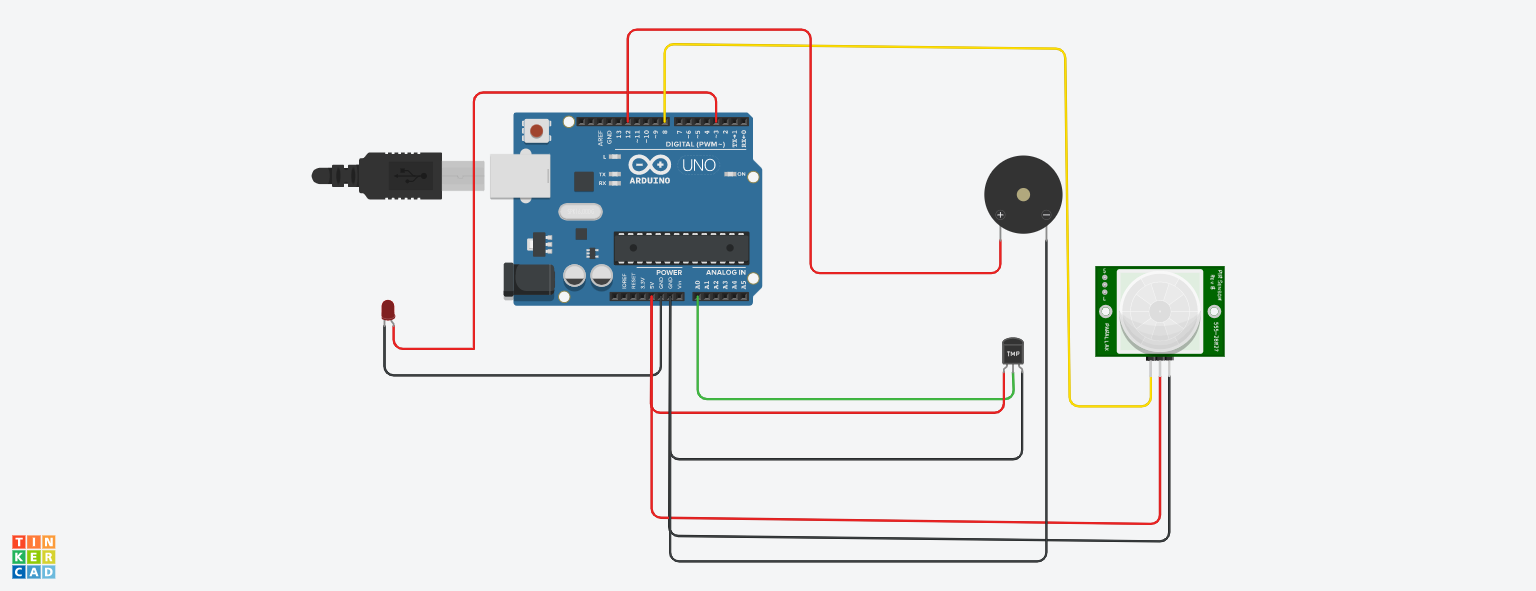 AREF
GND
13
12
~11
~10
~9
8
7
~6
~5
4
~3
2
TX→1
RX←0
DIGITAL (PWM~)
L
TX
RX
ARDUINO
UNO
ON
POWER
ANALOG IN
IOREF
RESET
3.3V
5V
GND
GND
Vin
A0
A1
A2
A3
A4
A5
+
−
TMP
PIR Sensor
555-28027
PARALLAX
TIN
KER
CAD